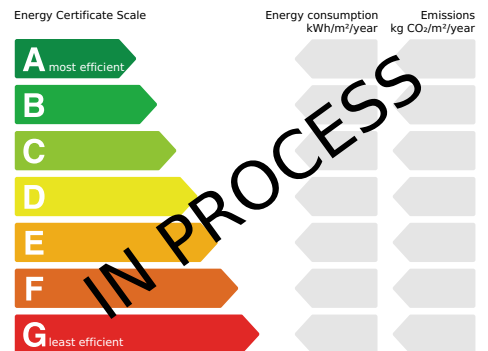 Energy Certificate Scale
Energy consumption
kWh/m²/year
Emissions
kg CO₂/m²/year
A most efficient
B
C
D
E
F
G least efficient
IN PROCESS